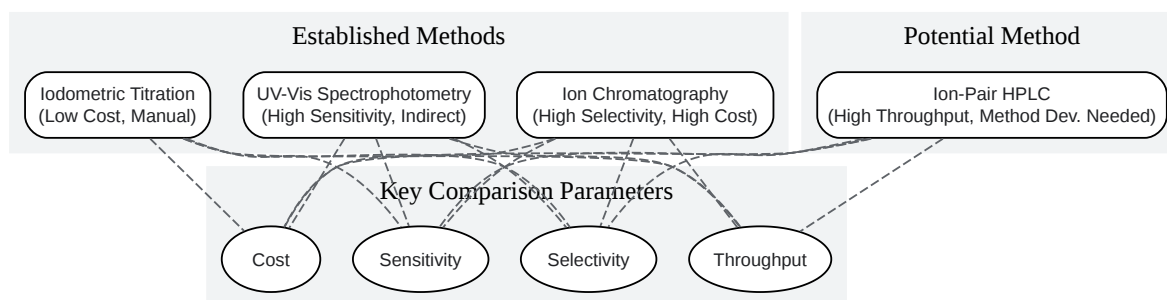 Established Methods
Potential Method
Iodometric Titration
(Low Cost, Manual)
UV-Vis Spectrophotometry
(High Sensitivity, Indirect)
Ion Chromatography
(High Selectivity, High Cost)
Ion-Pair HPLC
(High Throughput, Method Dev. Needed)
Key Comparison Parameters
Cost
Sensitivity
Selectivity
Throughput